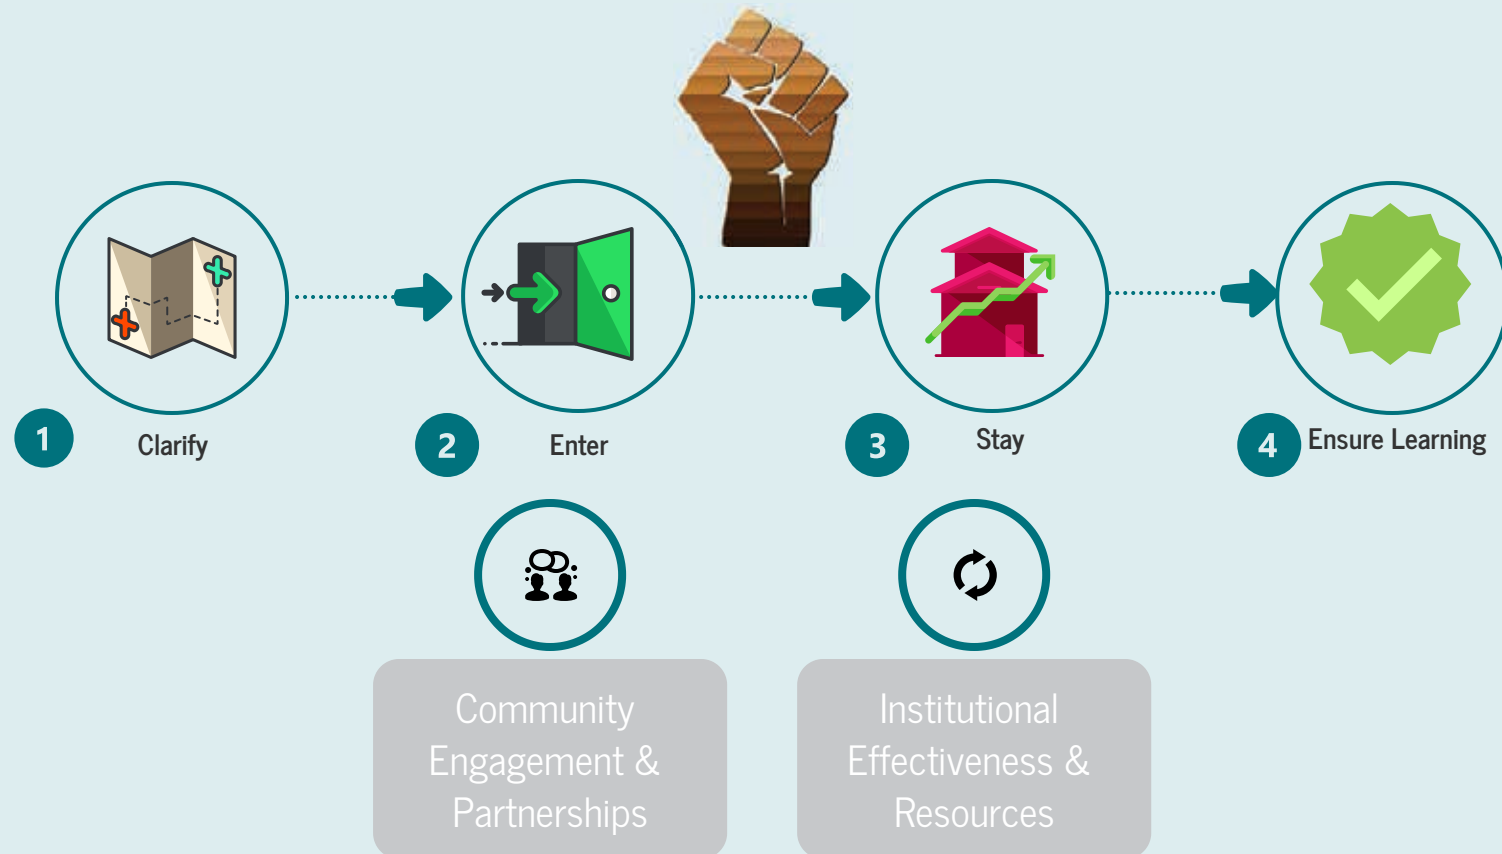 1
Clarify
2
Enter
3
Stay
4
Ensure Learning
Community
Engagement &
Partnerships
Institutional
Effectiveness &
Resources